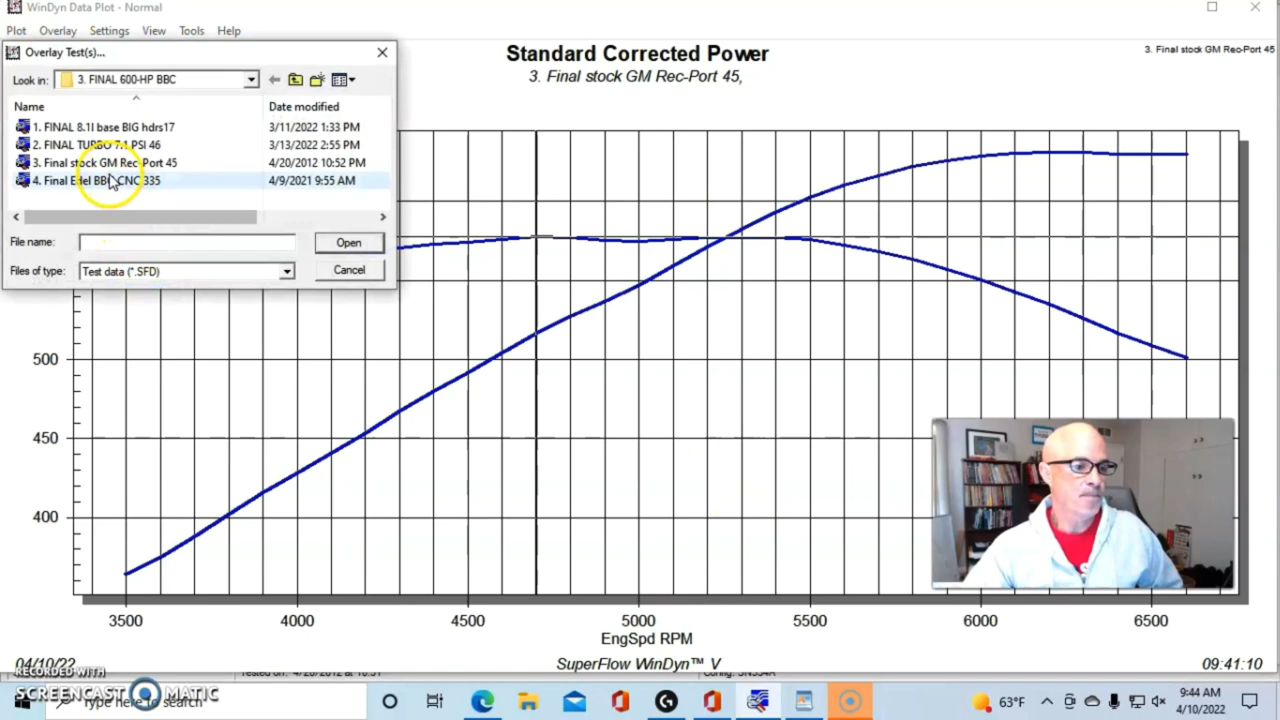 WinDyn Data Plot - Normal
Plot Overlay Settings View Tools Help
Overlay Test(s)...
Look in: 3. FINAL 600-HP BBC
Name Date modified
1. FINAL 8.1l base BIG hdrs17 3/11/2022 1:33 PM
2. FINAL TURBO 7.1 PSI 46 3/13/2022 2:55 PM
3. Final stock GM Rec-Port 45 4/20/2012 10:52 PM
4. Final Edel BBC CNC 335 4/9/2021 9:55 AM
File name: Open
Files of type: Test data (*.SFD) Cancel
Standard Corrected Power
3. Final stock GM Rec-Port 45,
3. Final stock GM Rec-Port 45
500
450
400
3500 4000 4500 5000 5500 6000 6500
EngSpd RPM
04/10/22 SuperFlow WinDyn™ V 09:41:10
RECORDED WITH
SCREENCAST MATIC
Type here to search
63°F
9:44 AM
4/10/2022